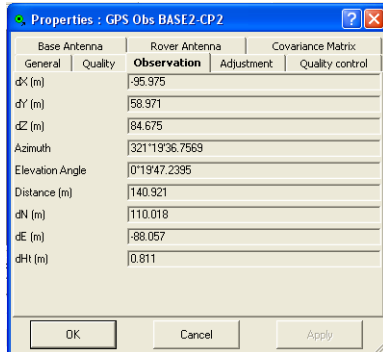 Properties : GPS Obs BASE2-CP2
Base Antenna Rover Antenna Covariance Matrix
General Quality Observation Adjustment Quality control
dX (m) -95.975
dY (m) 58.971
dZ (m) 84.675
Azimuth 321°19'36.7569
Elevation Angle 0°19'47.2395
Distance (m) 140.921
dN (m) 110.018
dE (m) -88.057
dHt (m) 0.811
OK Cancel Apply